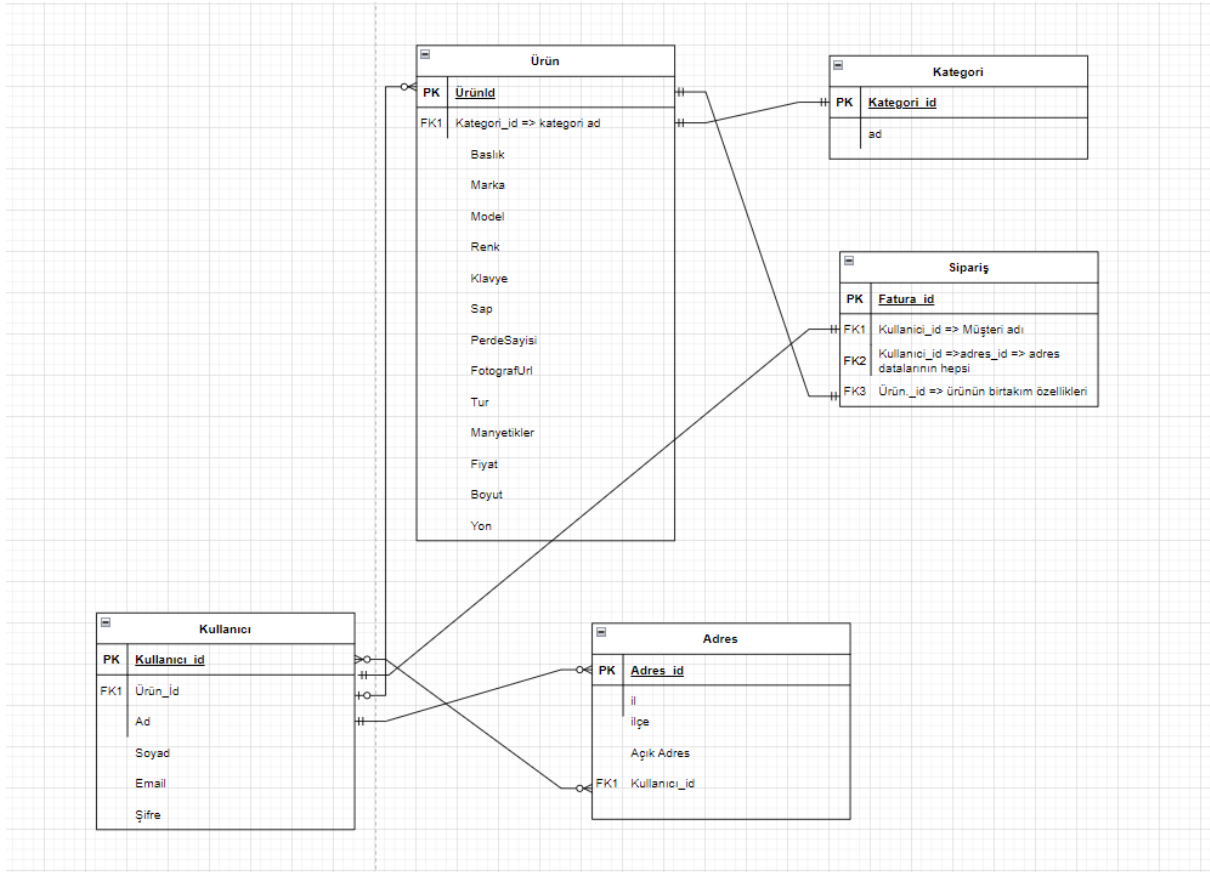 Ürün
PK ÜrünId
FK1 Kategori_id => kategori ad
Baslık
Marka
Model
Renk
Klavye
Sap
PerdeSayisi
FotografUrl
Tur
Manyetikler
Fiyat
Boyut
Yon
Kategori
PK Kategori_id
ad
Sipariş
PK Fatura_id
FK1 Kullanici_id => Müşteri adı
FK2 Kullanıcı_id =>adres_id => adres
datalarının hepsi
FK3 Ürün._id => ürünün birtakım özellikleri
Kullanıcı
PK Kullanıcı_id
FK1 Ürün_İd
Ad
Soyad
Email
Şifre
Adres
PK Adres_id
il
ilçe
Açık Adres
FK1 Kullanıcı_id